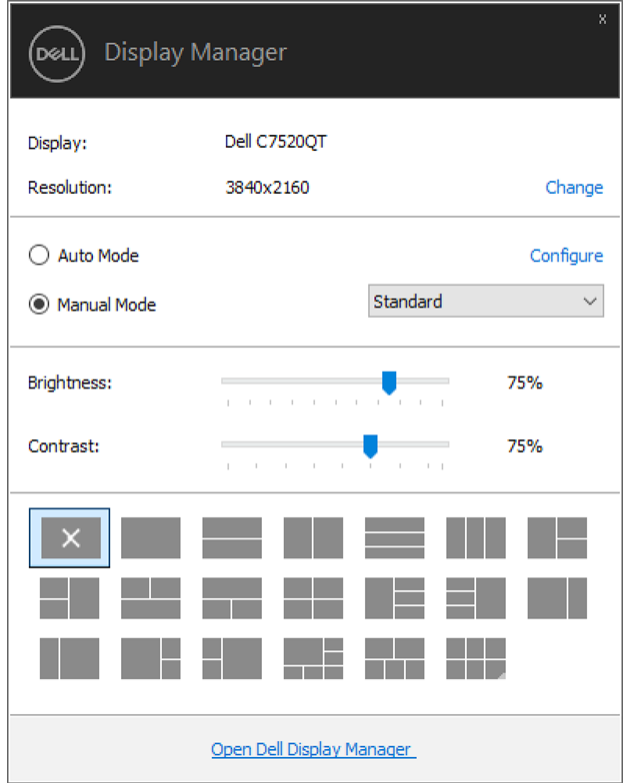 x
DELL Display Manager
Display: Dell C7520QT
Resolution: 3840x2160 Change
Auto Mode Configure
Manual Mode Standard
Brightness: 75%
Contrast: 75%
Open Dell Display Manager